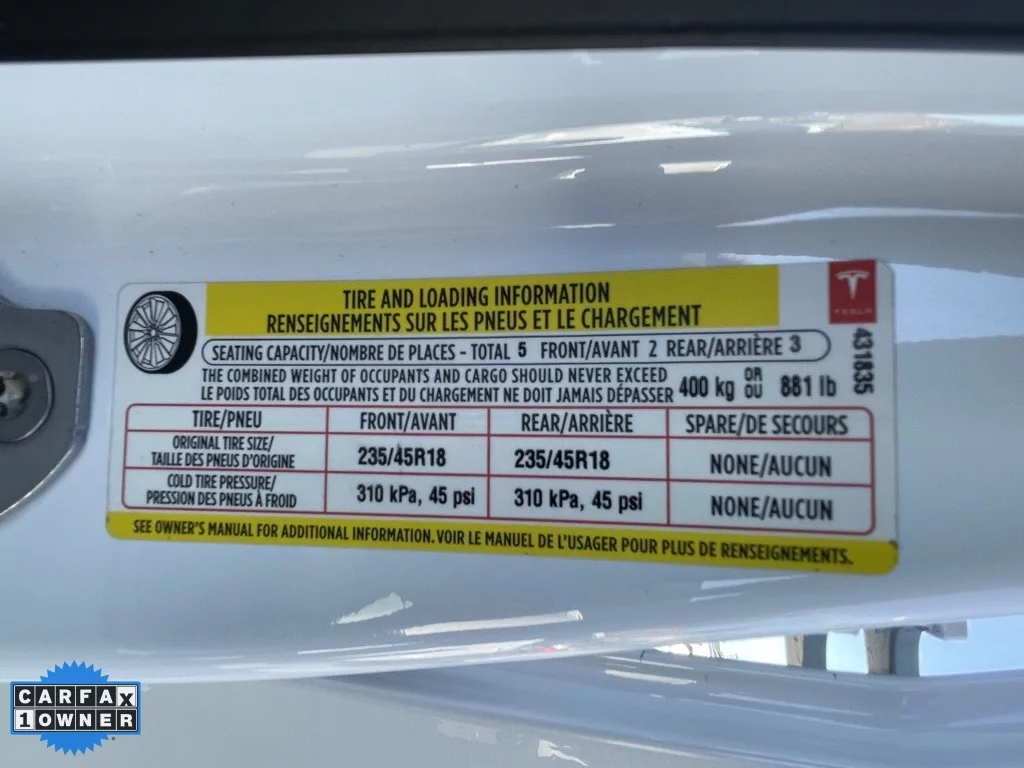 TIRE AND LOADING INFORMATION
RENSEIGNEMENTS SUR LES PNEUS ET LE CHARGEMENT
TESLA
SEATING CAPACITY/NOMBRE DE PLACES - TOTAL 5 FRONT/AVANT 2 REAR/ARRIÈRE 3
431835
THE COMBINED WEIGHT OF OCCUPANTS AND CARGO SHOULD NEVER EXCEED
LE POIDS TOTAL DES OCCUPANTS ET DU CHARGEMENT NE DOIT JAMAIS DÉPASSER
400 kg OR OU 881 lb
TIRE/PNEU FRONT/AVANT REAR/ARRIÈRE SPARE/DE SECOURS
ORIGINAL TIRE SIZE/
TAILLE DES PNEUS D'ORIGINE
235/45R18 235/45R18 NONE/AUCUN
COLD TIRE PRESSURE/
PRESSION DES PNEUS À FROID
310 kPa, 45 psi 310 kPa, 45 psi NONE/AUCUN
SEE OWNER'S MANUAL FOR ADDITIONAL INFORMATION. VOIR LE MANUEL DE L'USAGER POUR PLUS DE RENSEIGNEMENTS.
CARFAX
1 OWNER